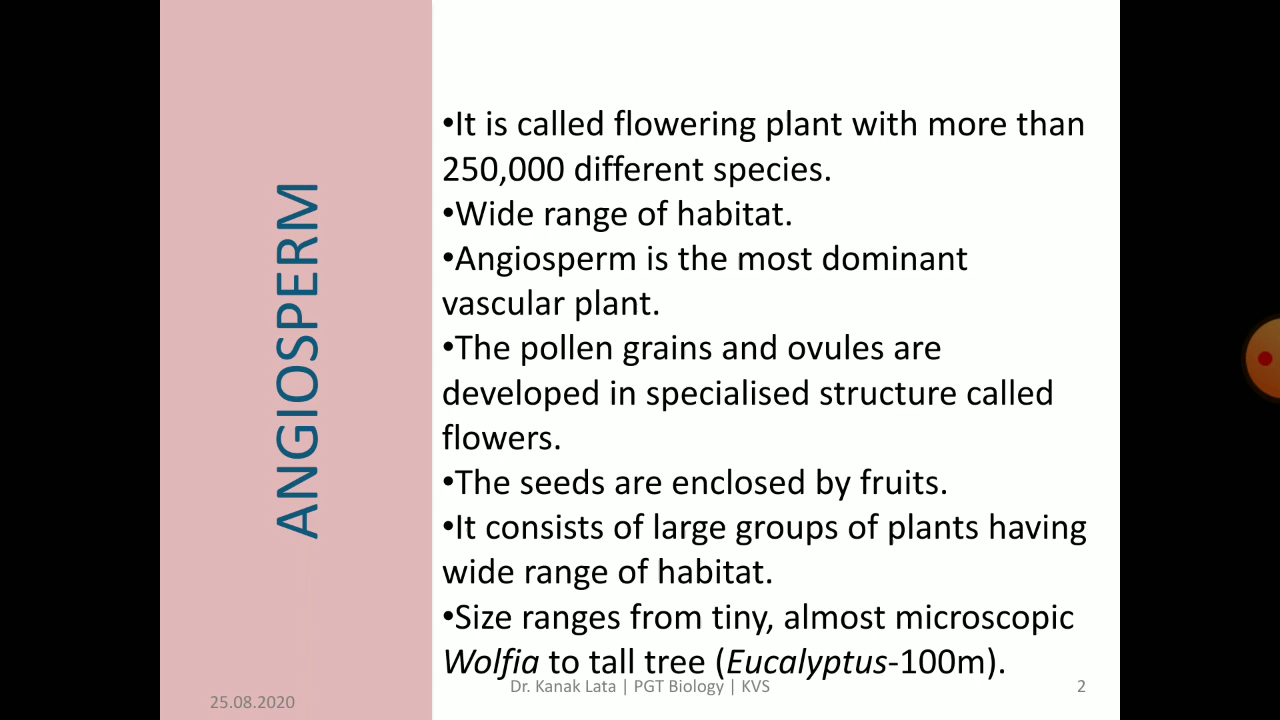 ANGIOSPERM
•It is called flowering plant with more than
250,000 different species.
•Wide range of habitat.
•Angiosperm is the most dominant
vascular plant.
•The pollen grains and ovules are
developed in specialised structure called
flowers.
•The seeds are enclosed by fruits.
•It consists of large groups of plants having
wide range of habitat.
•Size ranges from tiny, almost microscopic
Wolfia to tall tree (Eucalyptus-100m).
25.08.2020
Dr. Kanak Lata | PGT Biology | KVS
2